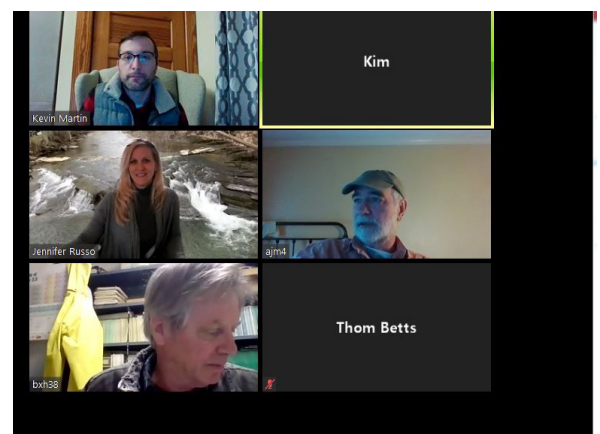 Kevin Martin
Kim
Jennifer Russo
ajm4
bxh38
Thom Betts